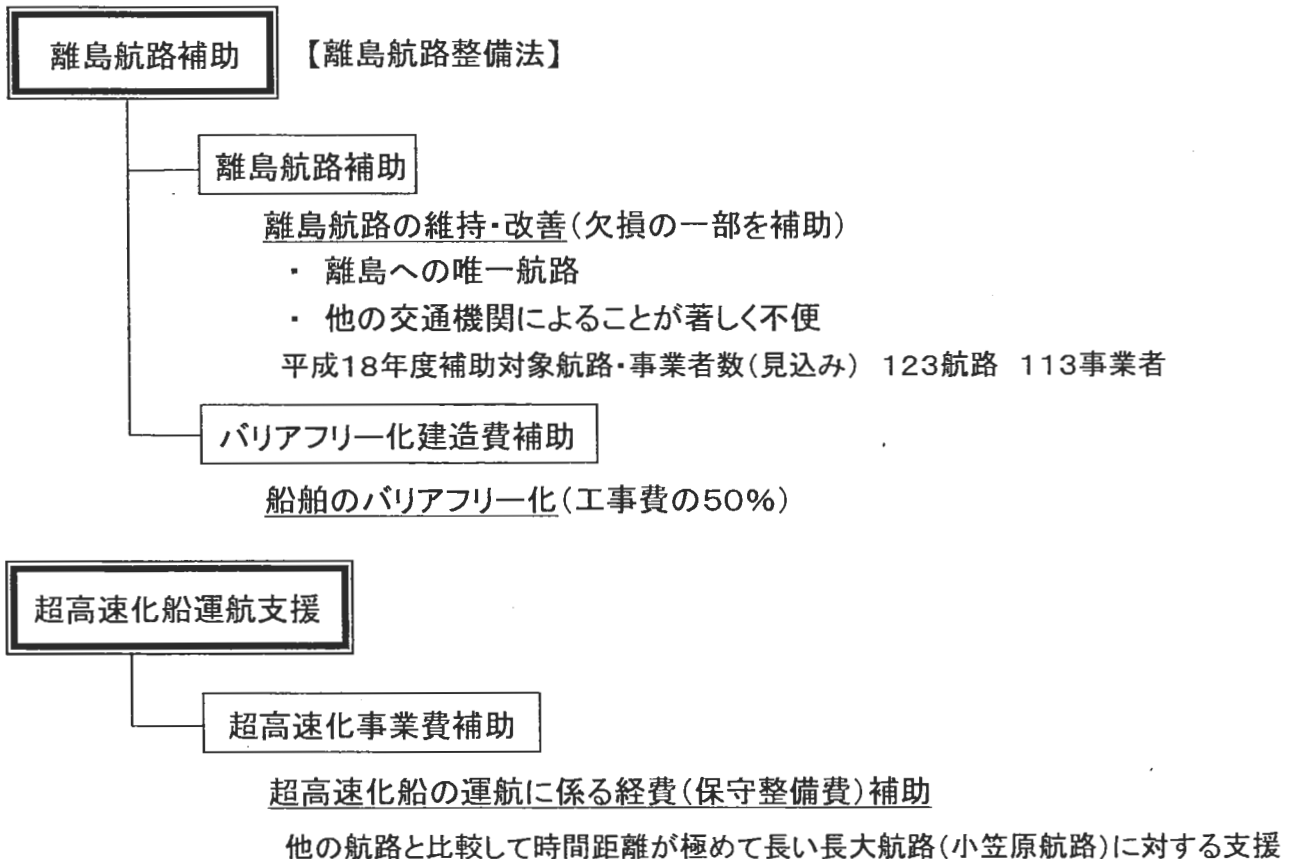 離島航路補助 【離島航路整備法】
離島航路補助
離島航路の維持・改善(欠損の一部を補助)
・ 離島への唯一航路
・ 他の交通機関によることが著しく不便
平成18年度補助対象航路・事業者数(見込み) 123航路 113事業者
バリアフリー化建造費補助
船舶のバリアフリー化(工事費の50%)
超高速化船運航支援
超高速化事業費補助
超高速化船の運航に係る経費(保守整備費)補助
他の航路と比較して時間距離が極めて長い長大航路(小笠原航路)に対する支援